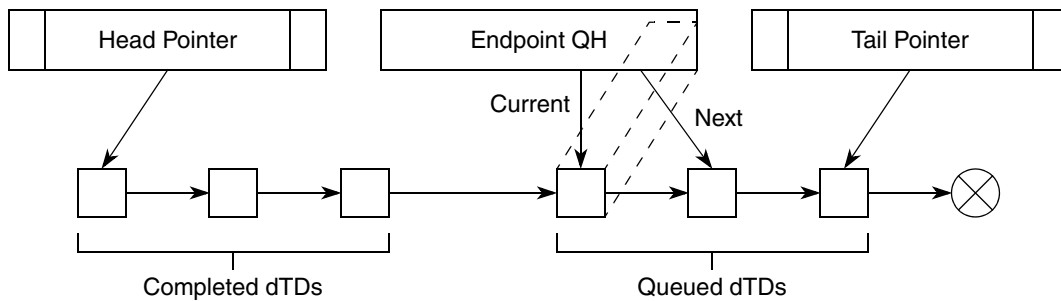 Head Pointer
Endpoint QH
Tail Pointer
Current
Next
Completed dTDs
Queued dTDs